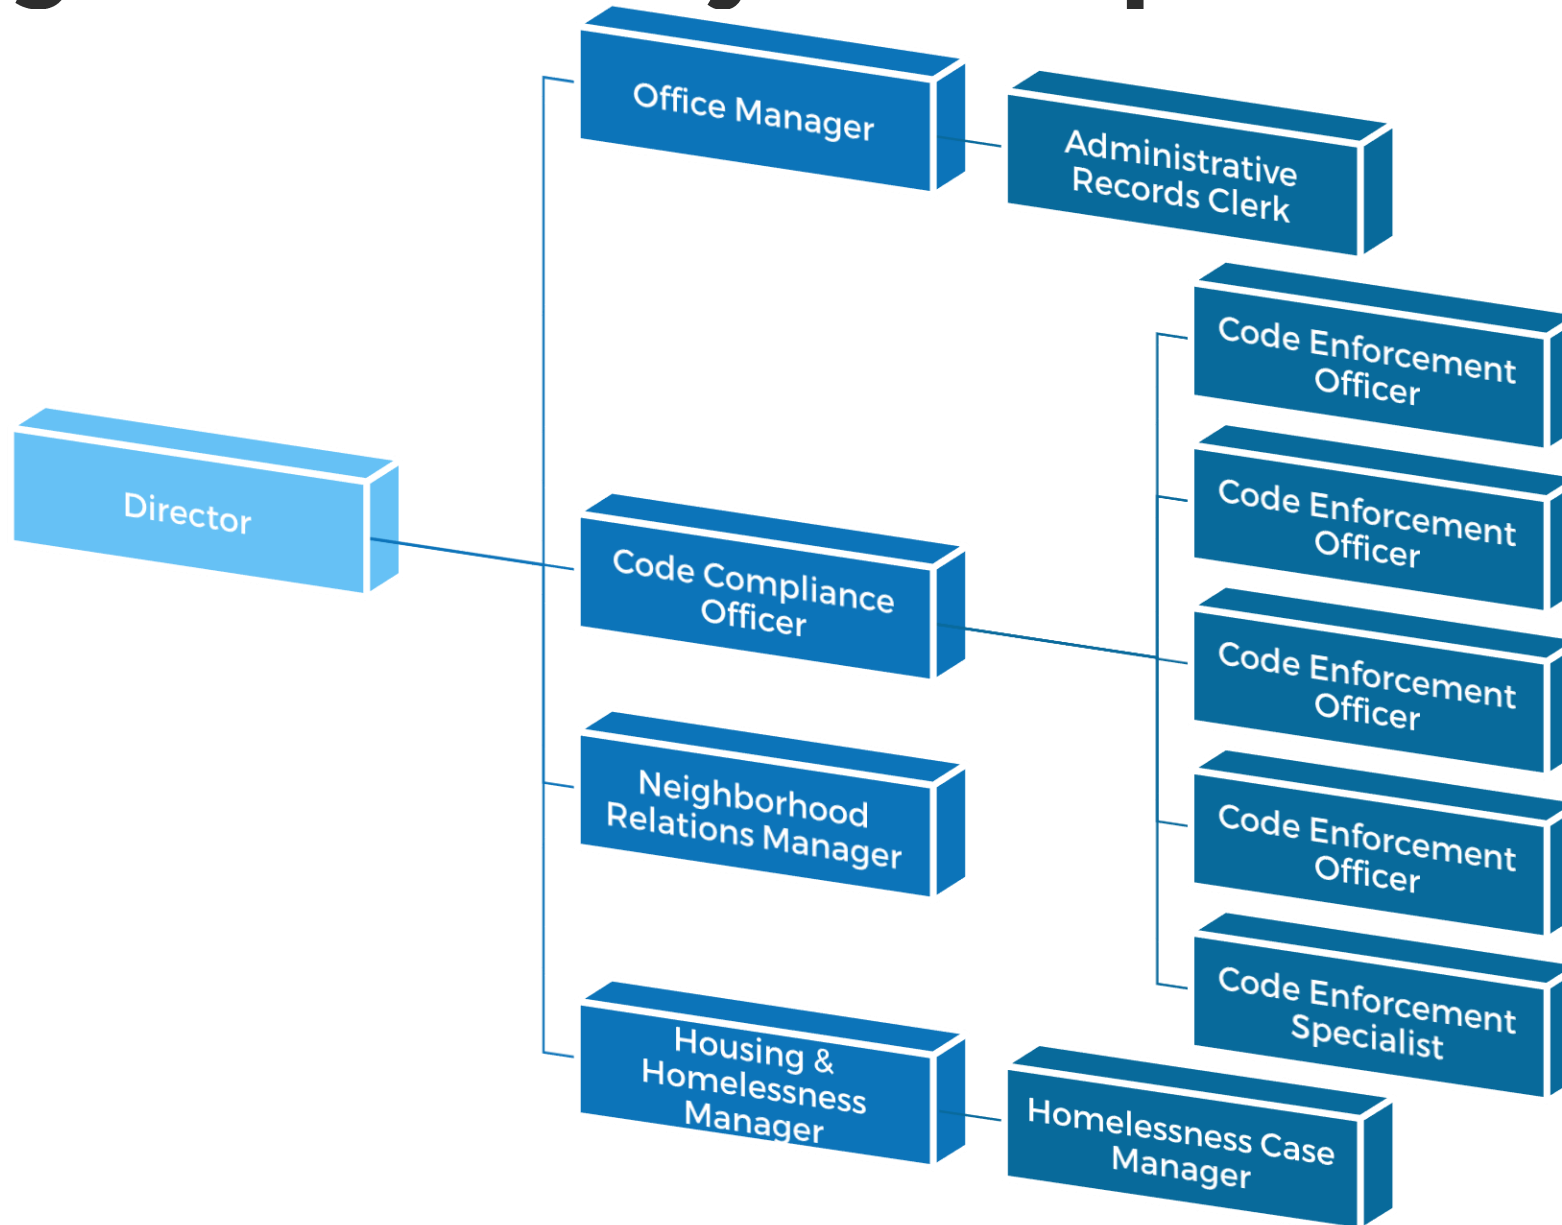 Office Manager
Administrative
Records Clerk
Code Enforcement
Officer
Code Enforcement
Officer
Director
Code Compliance
Officer
Code Enforcement
Officer
Neighborhood
Relations Manager
Code Enforcement
Officer
Code Enforcement
Specialist
Housing &
Homelessness
Manager
Homelessness Case
Manager